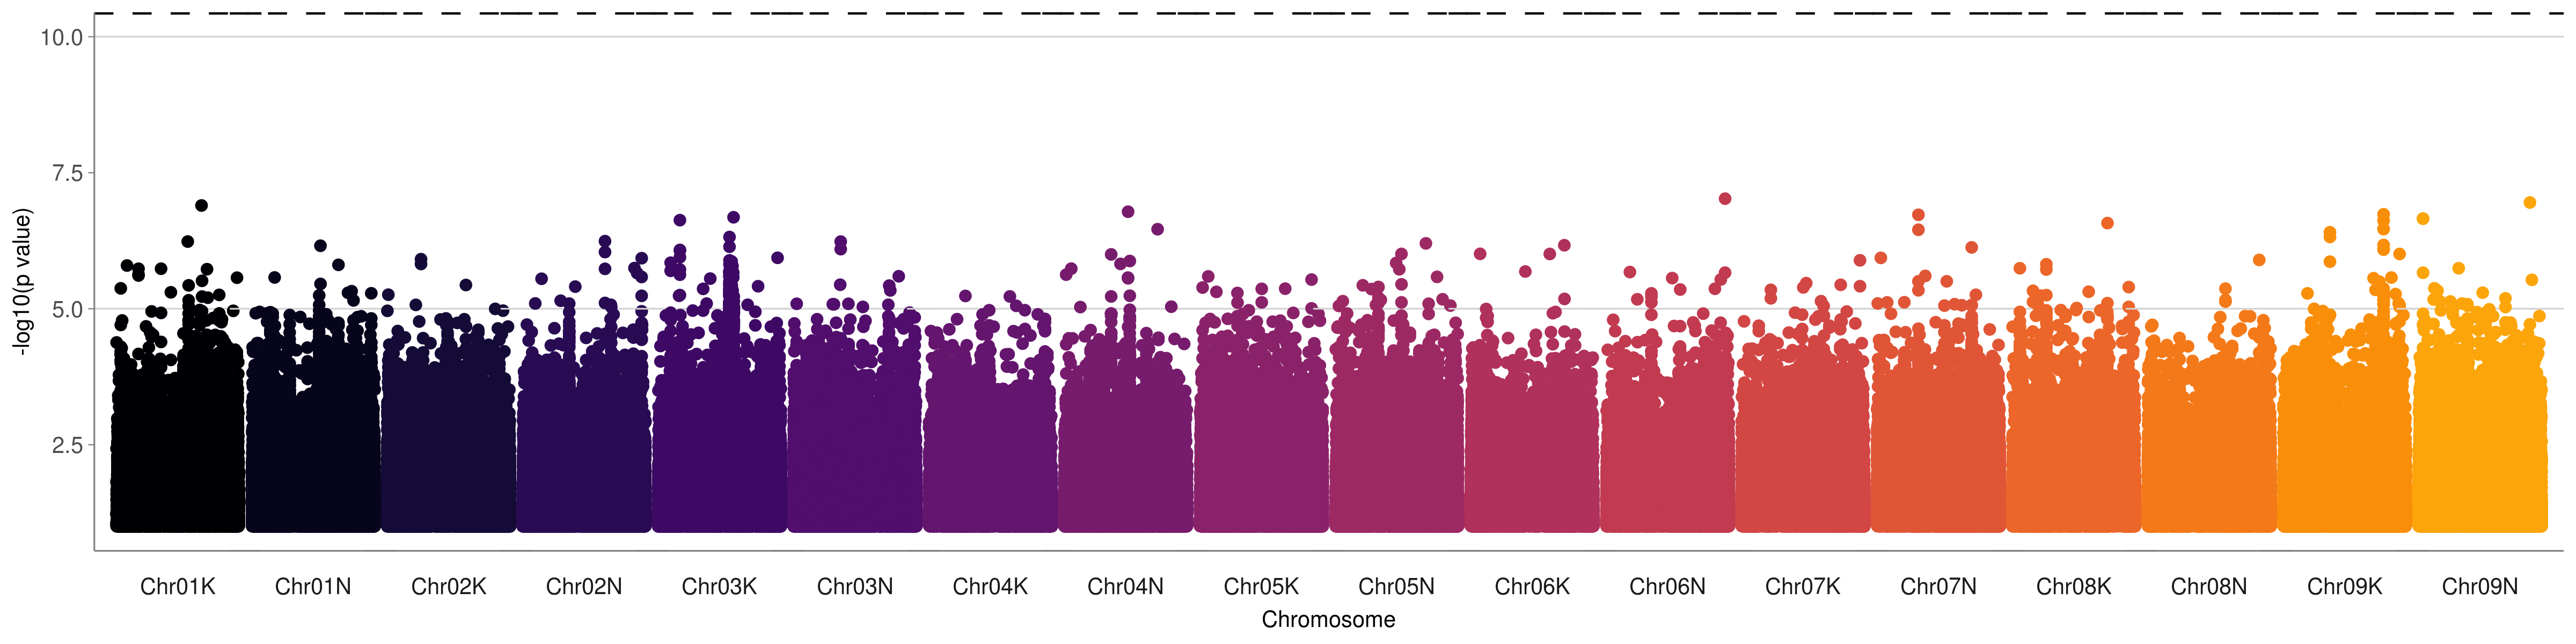 10.0
7.5
5.0
2.5
-log10(p value)
Chr01K Chr01N Chr02K Chr02N Chr03K Chr03N Chr04K Chr04N Chr05K Chr05N Chr06K Chr06N Chr07K Chr07N Chr08K Chr08N Chr09K Chr09N
Chromosome